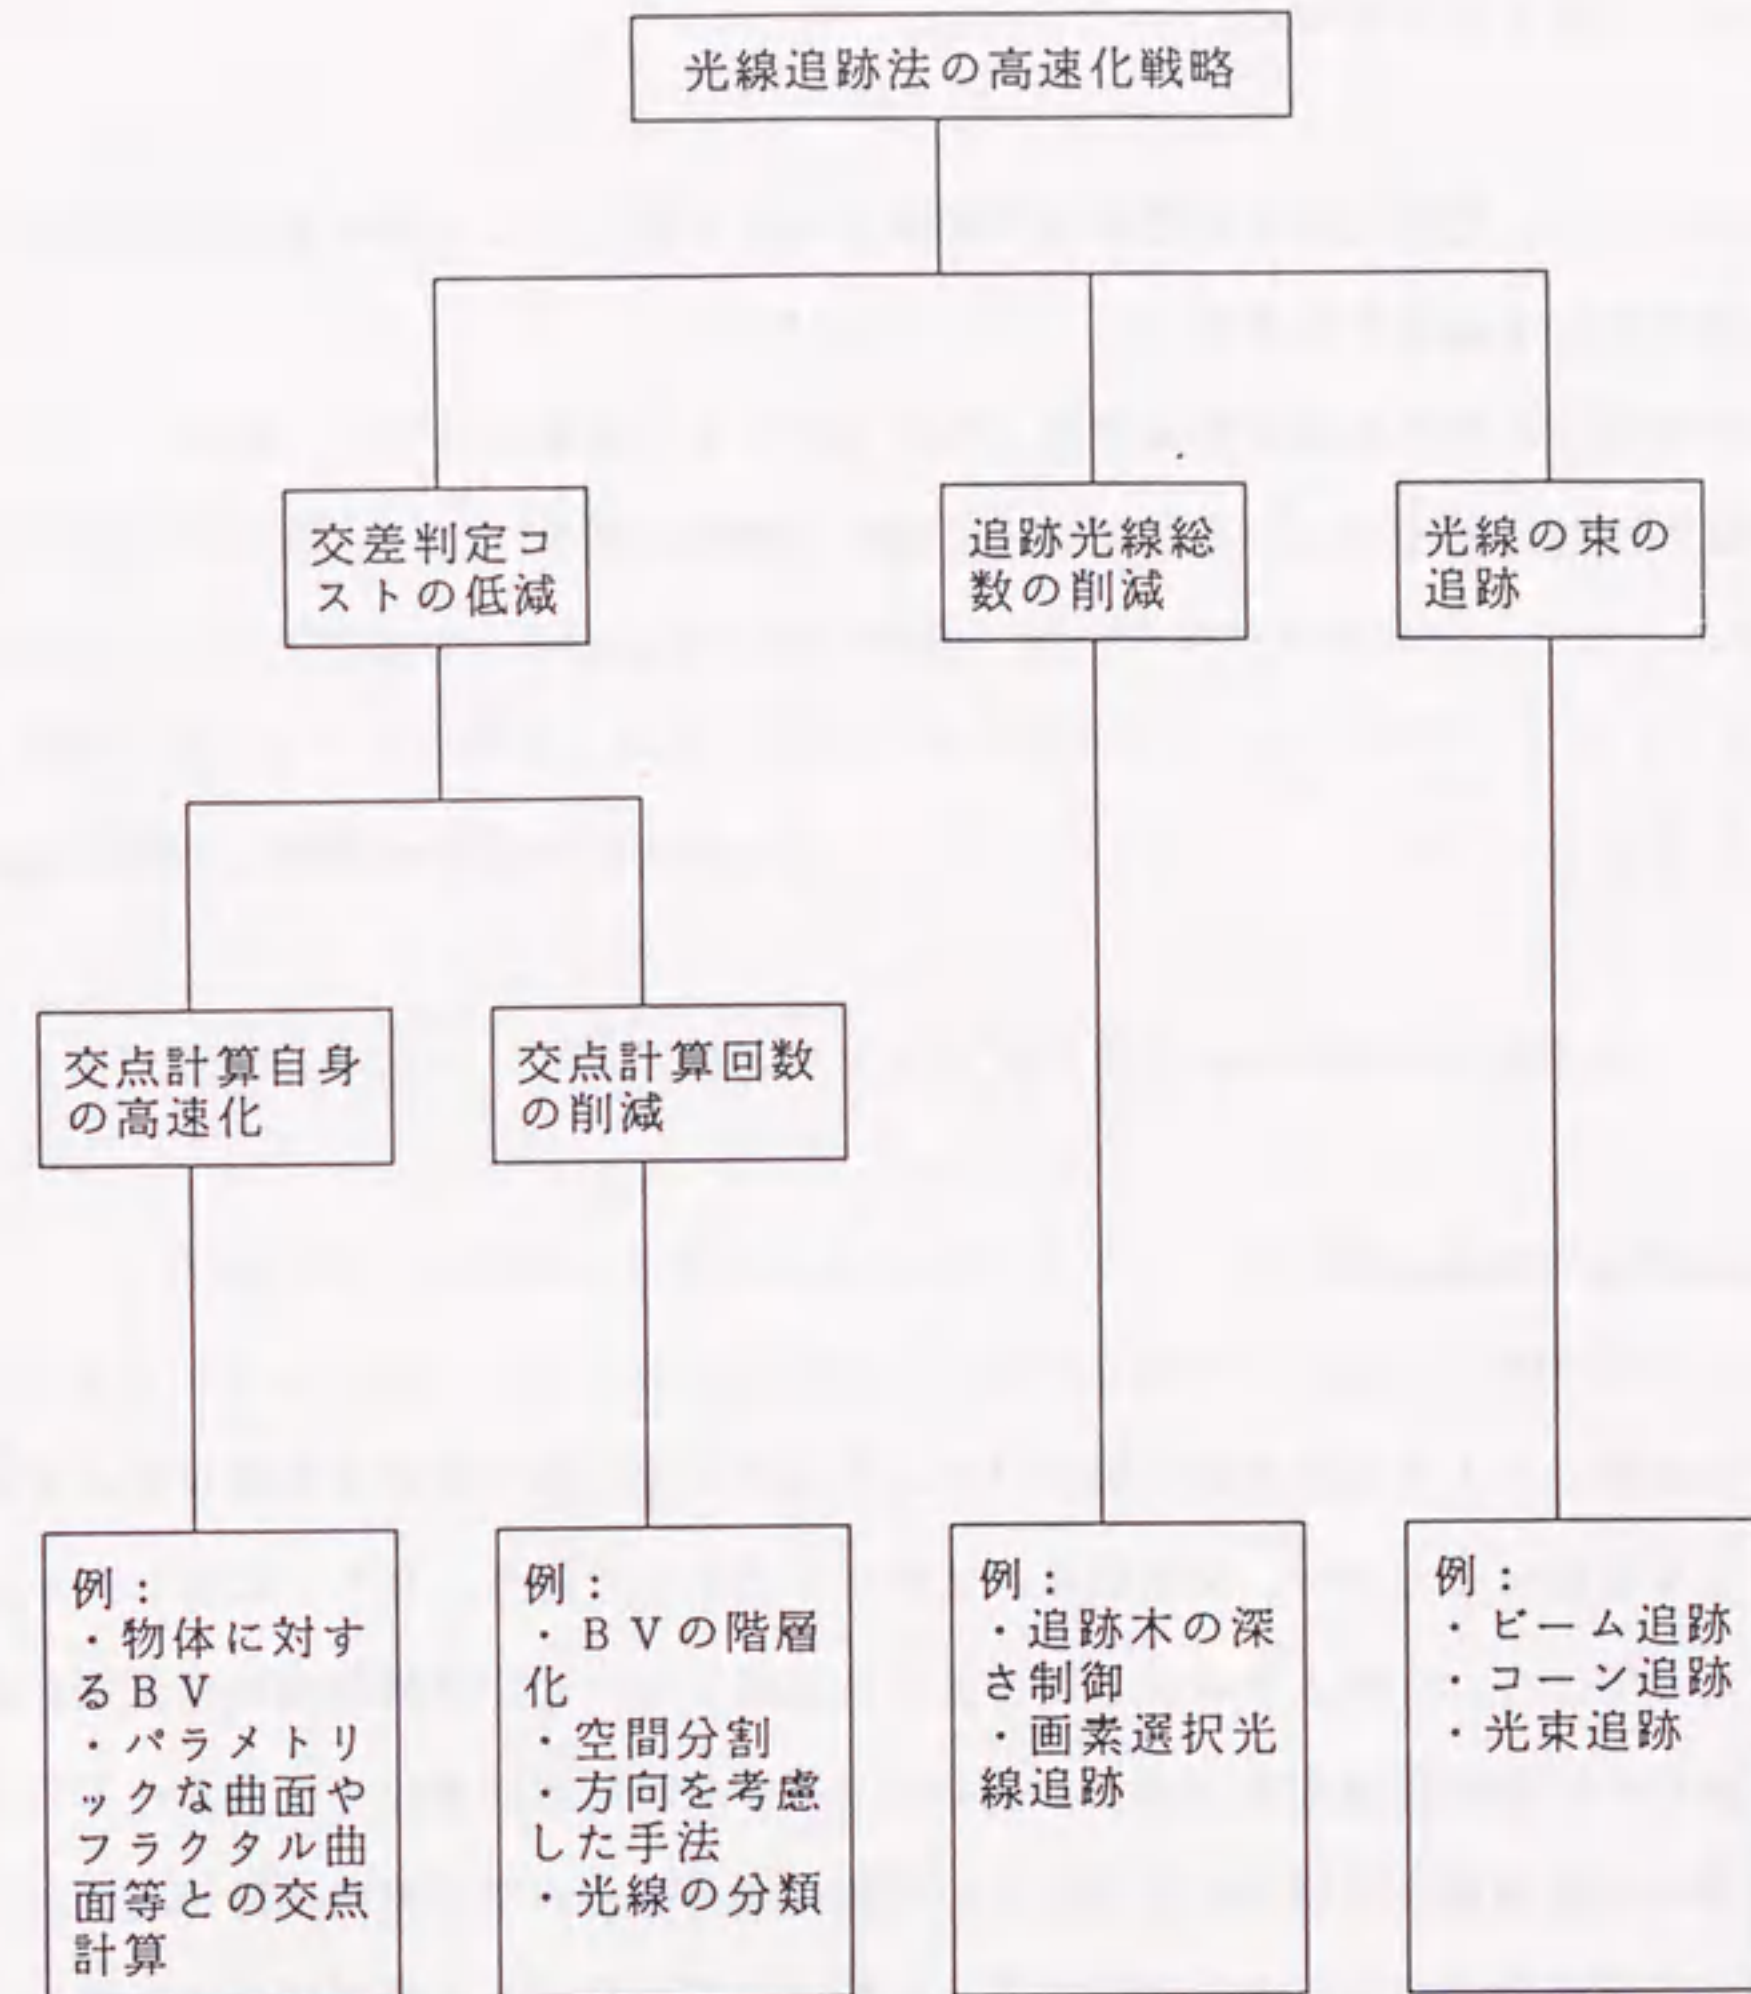 光線追跡法の高速化戦略
交差判定コ
ストの低減
追跡光線総
数の削減
光線の束の
追跡
交点計算自身
の高速化
交点計算回数
の削減
例：
・物体に対す
るＢＶ
・パラメトリ
ックな曲面や
フラクタル曲
面等との交点
計算
例：
・ＢＶの階層
化
・空間分割
・方向を考慮
した手法
・光線の分類
例：
・追跡木の深
さ制御
・画素選択光
線追跡
例：
・ビーム追跡
・コーン追跡
・光束追跡